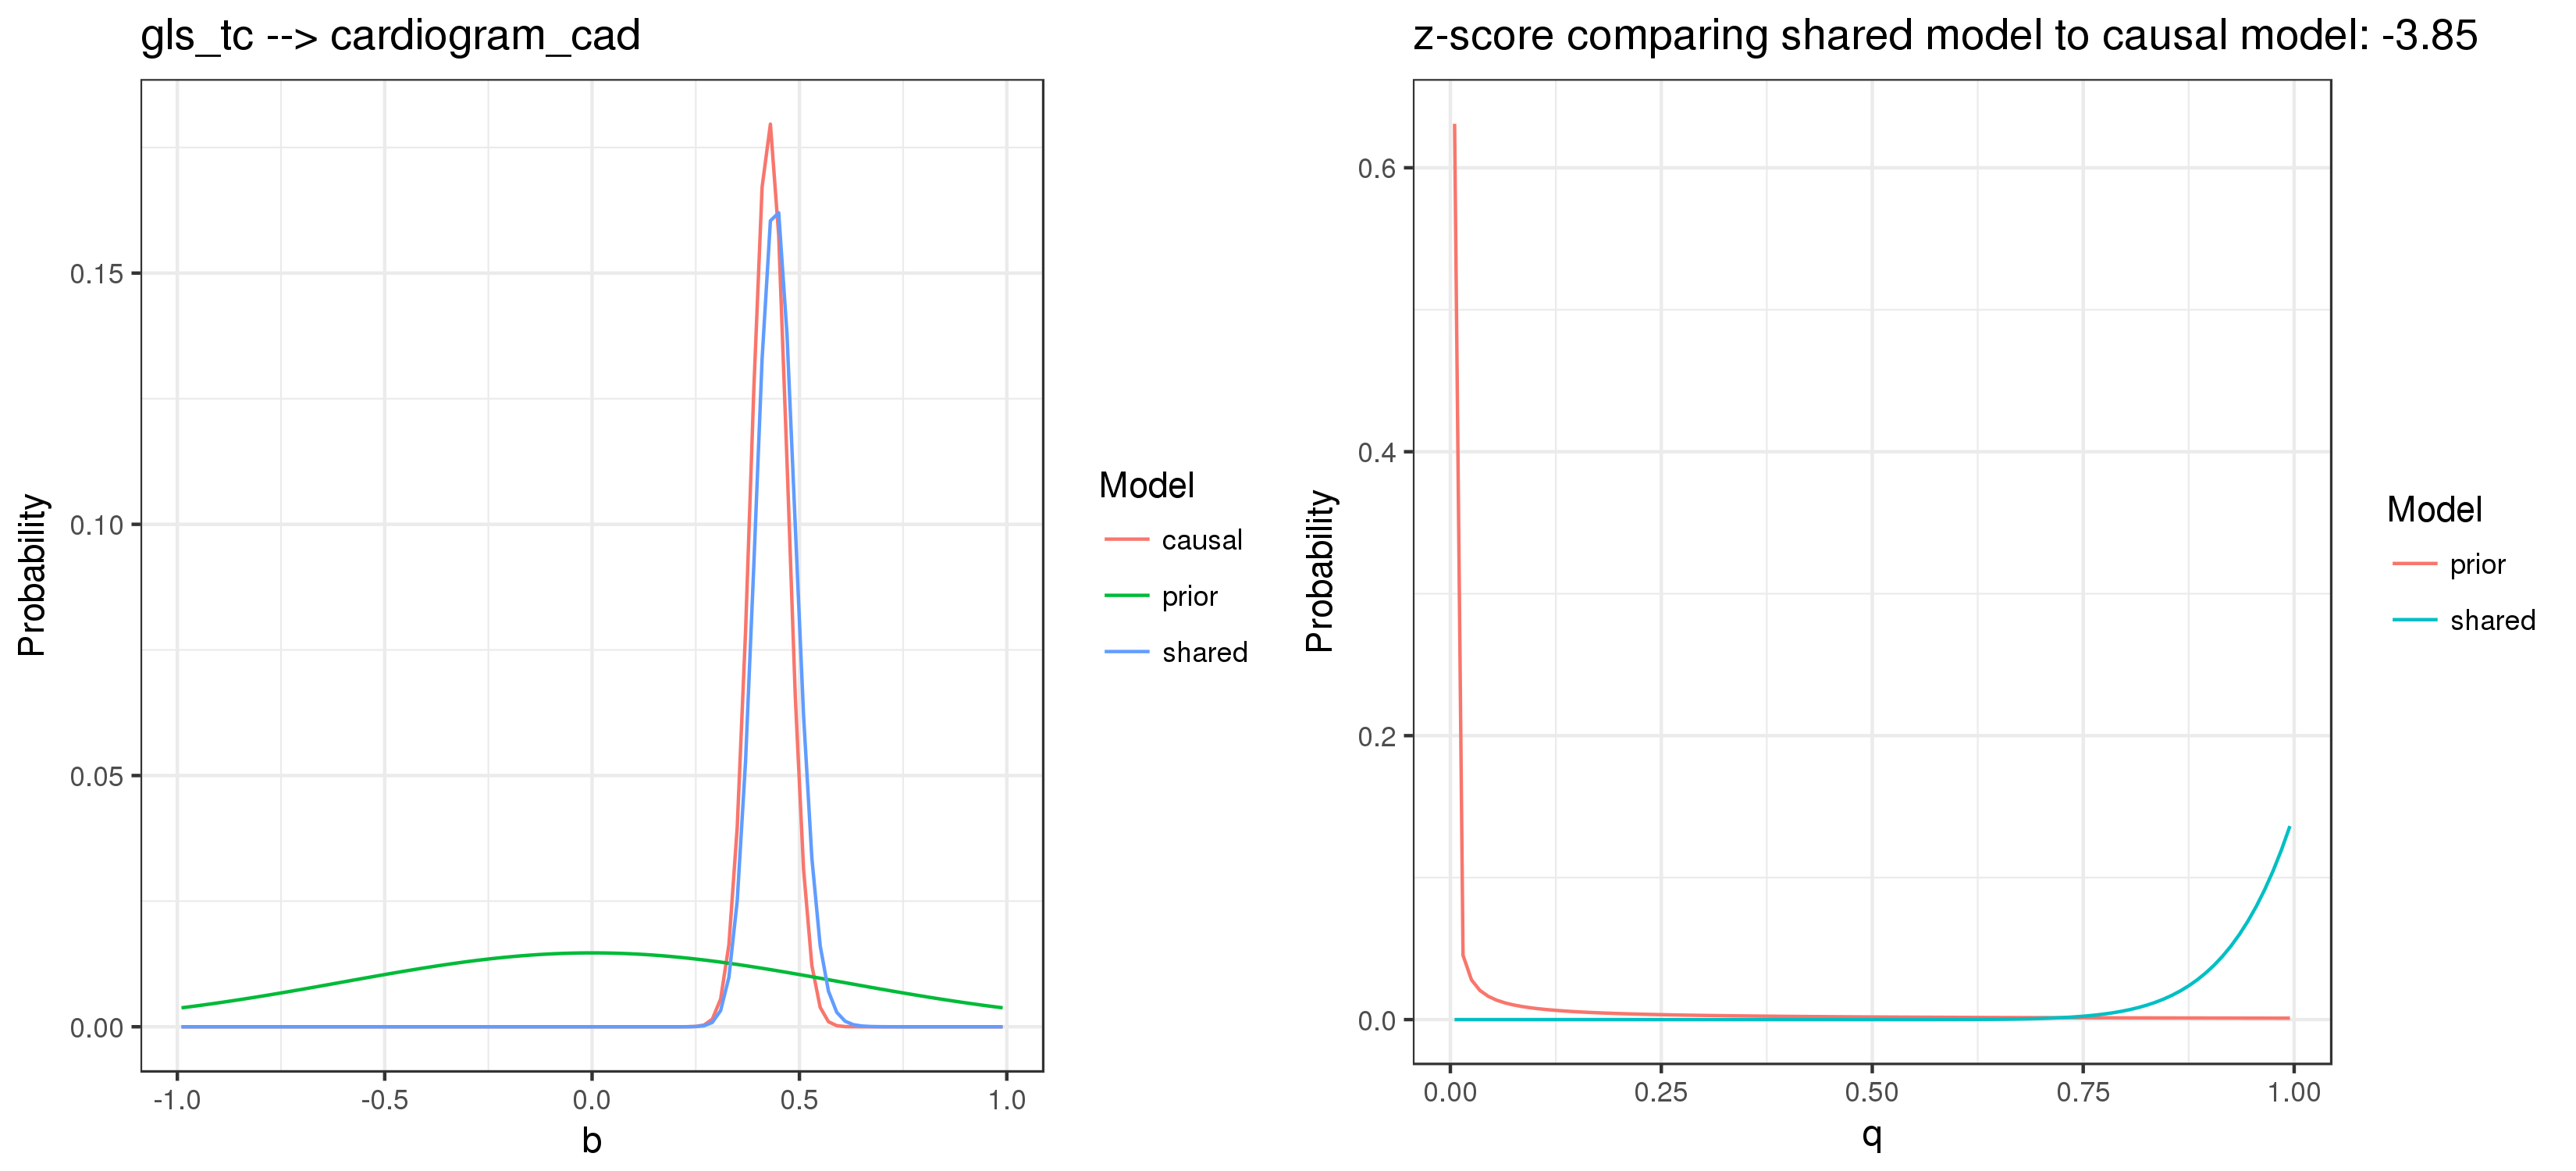 gls_tc --> cardiogram_cad
Probability
0.15
0.10
0.05
0.00
-1.0 -0.5 0.0 0.5 1.0
b
Model
causal
prior
shared
z-score comparing shared model to causal model: -3.85
Probability
0.6
0.4
0.2
0.0
0.00 0.25 0.50 0.75 1.00
q
Model
prior
shared